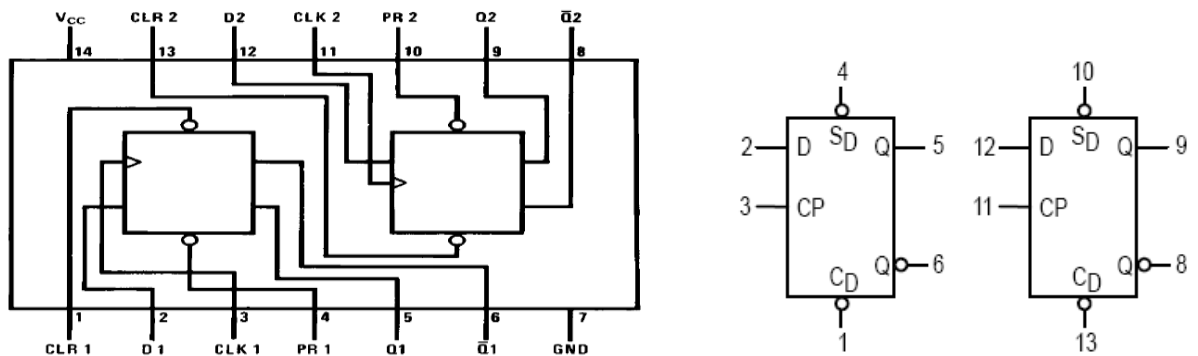 VCC CLR 2 D2 CLK 2 PR 2 Q2 Q̅2
14 13 12 11 10 9 8
1 2 3 4 5 6 7
CLR 1 D1 CLK 1 PR 1 Q1 Q̅1 GND
4 10
2 D SD Q 5 12 D SD Q 9
3 CP 11 CP
Q 6 Q 8
CD CD
1 13